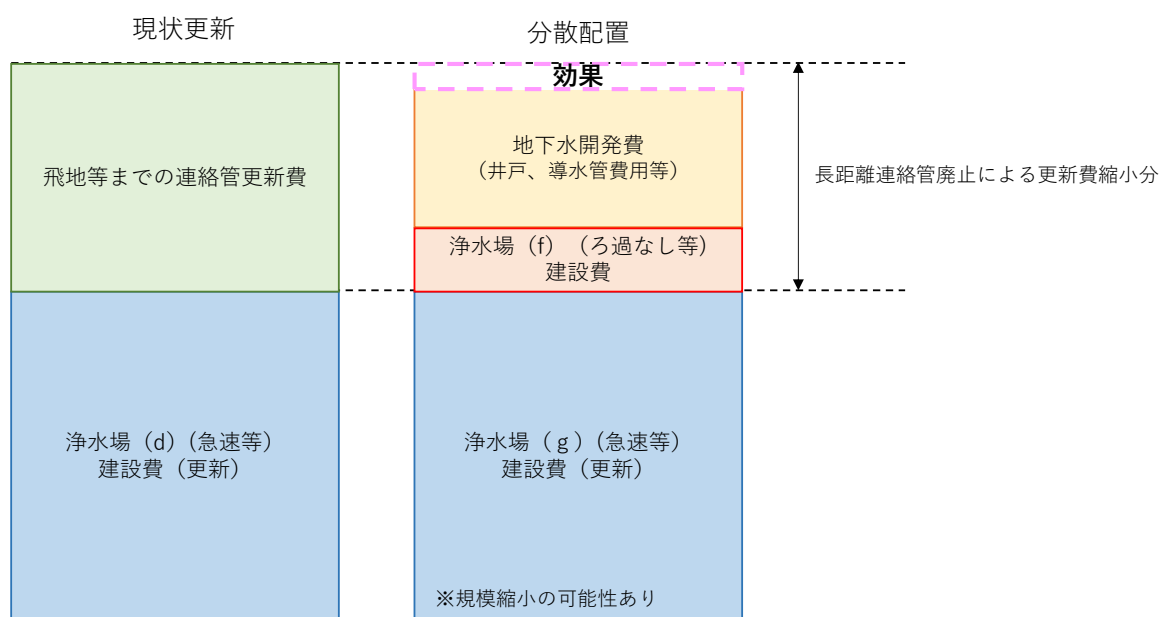 現状更新
分散配置
効果
飛地等までの連絡管更新費
地下水開発費
（井戸、導水管費用等）
長距離連絡管廃止による更新費縮小分
浄水場（f）（ろ過なし等）
建設費
浄水場（d）(急速等）
建設費（更新）
浄水場（ｇ）(急速等）
建設費（更新）
※規模縮小の可能性あり